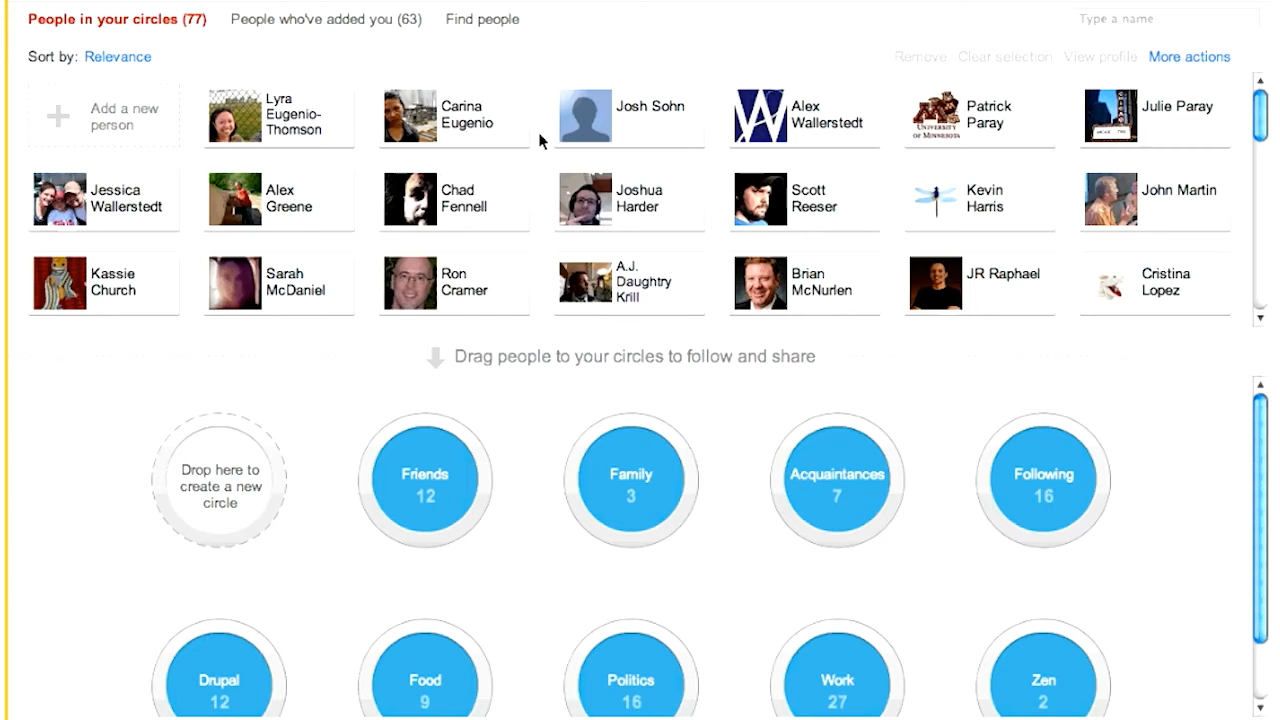 People in your circles (77) People who've added you (63) Find people Type a name
Sort by: Relevance Remove Clear selection View profile More actions
Add a new
person
Lyra
Eugenio-
Thomson
Carina
Eugenio
Josh Sohn
Alex
Wallerstedt
UNIVERSITY
OF MINNESOTA
Patrick
Paray
Julie Paray
Jessica
Wallerstedt
Alex
Greene
Chad
Fennell
Joshua
Harder
Scott
Reeser
Kevin
Harris
John Martin
Kassie
Church
Sarah
McDaniel
Ron
Cramer
A.J.
Daughtry
Krill
Brian
McNurlen
JR Raphael
Cristina
Lopez
Drag people to your circles to follow and share
Drop here to
create a new
circle
Friends
12
Family
3
Acquaintances
7
Following
16
Drupal
12
Food
9
Politics
16
Work
27
Zen
2